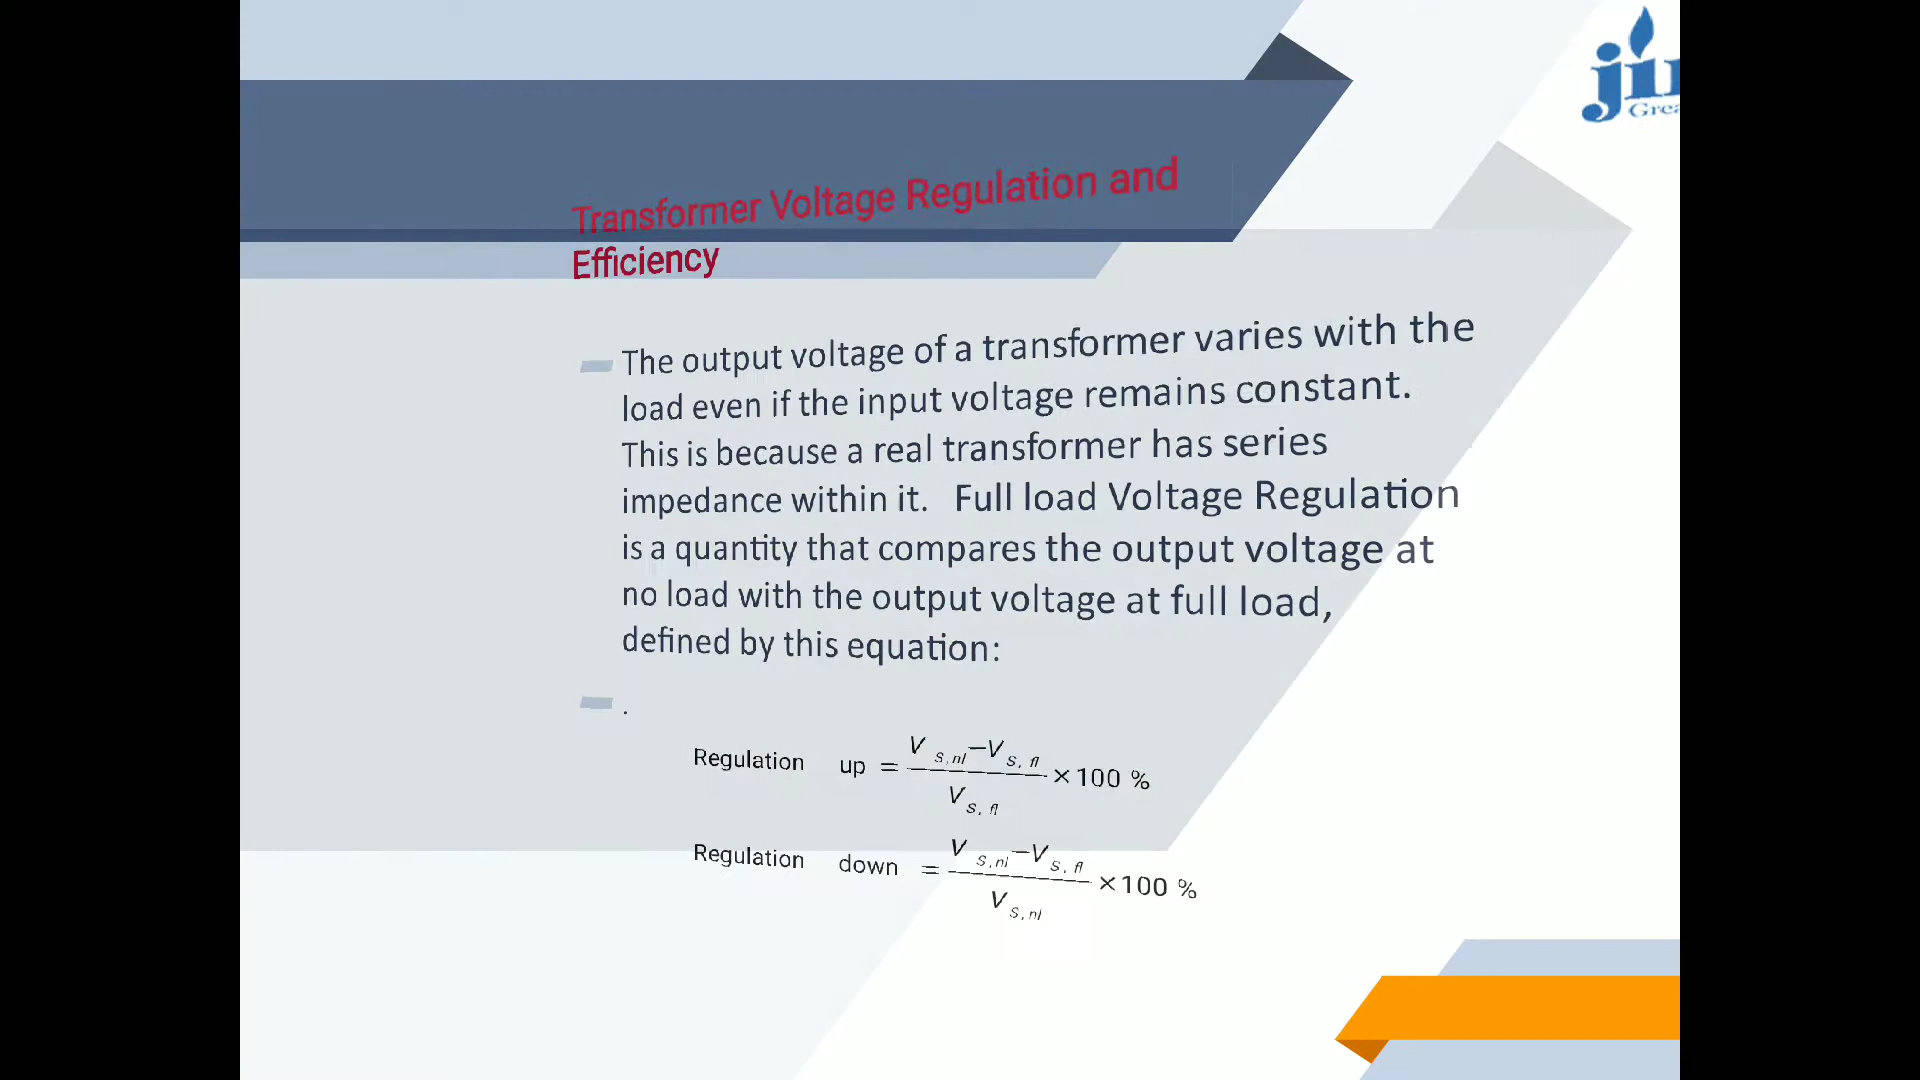 Transformer Voltage Regulation and
Efficiency
The output voltage of a transformer varies with the
load even if the input voltage remains constant.
This is because a real transformer has series
impedance within it. Full load Voltage Regulation
is a quantity that compares the output voltage at
no load with the output voltage at full load,
defined by this equation:
.
Regulation up = (V S,nl − V S, fl) / V S, fl × 100 %
Regulation down = (V S,nl − V S, fl) / V S,nl × 100 %